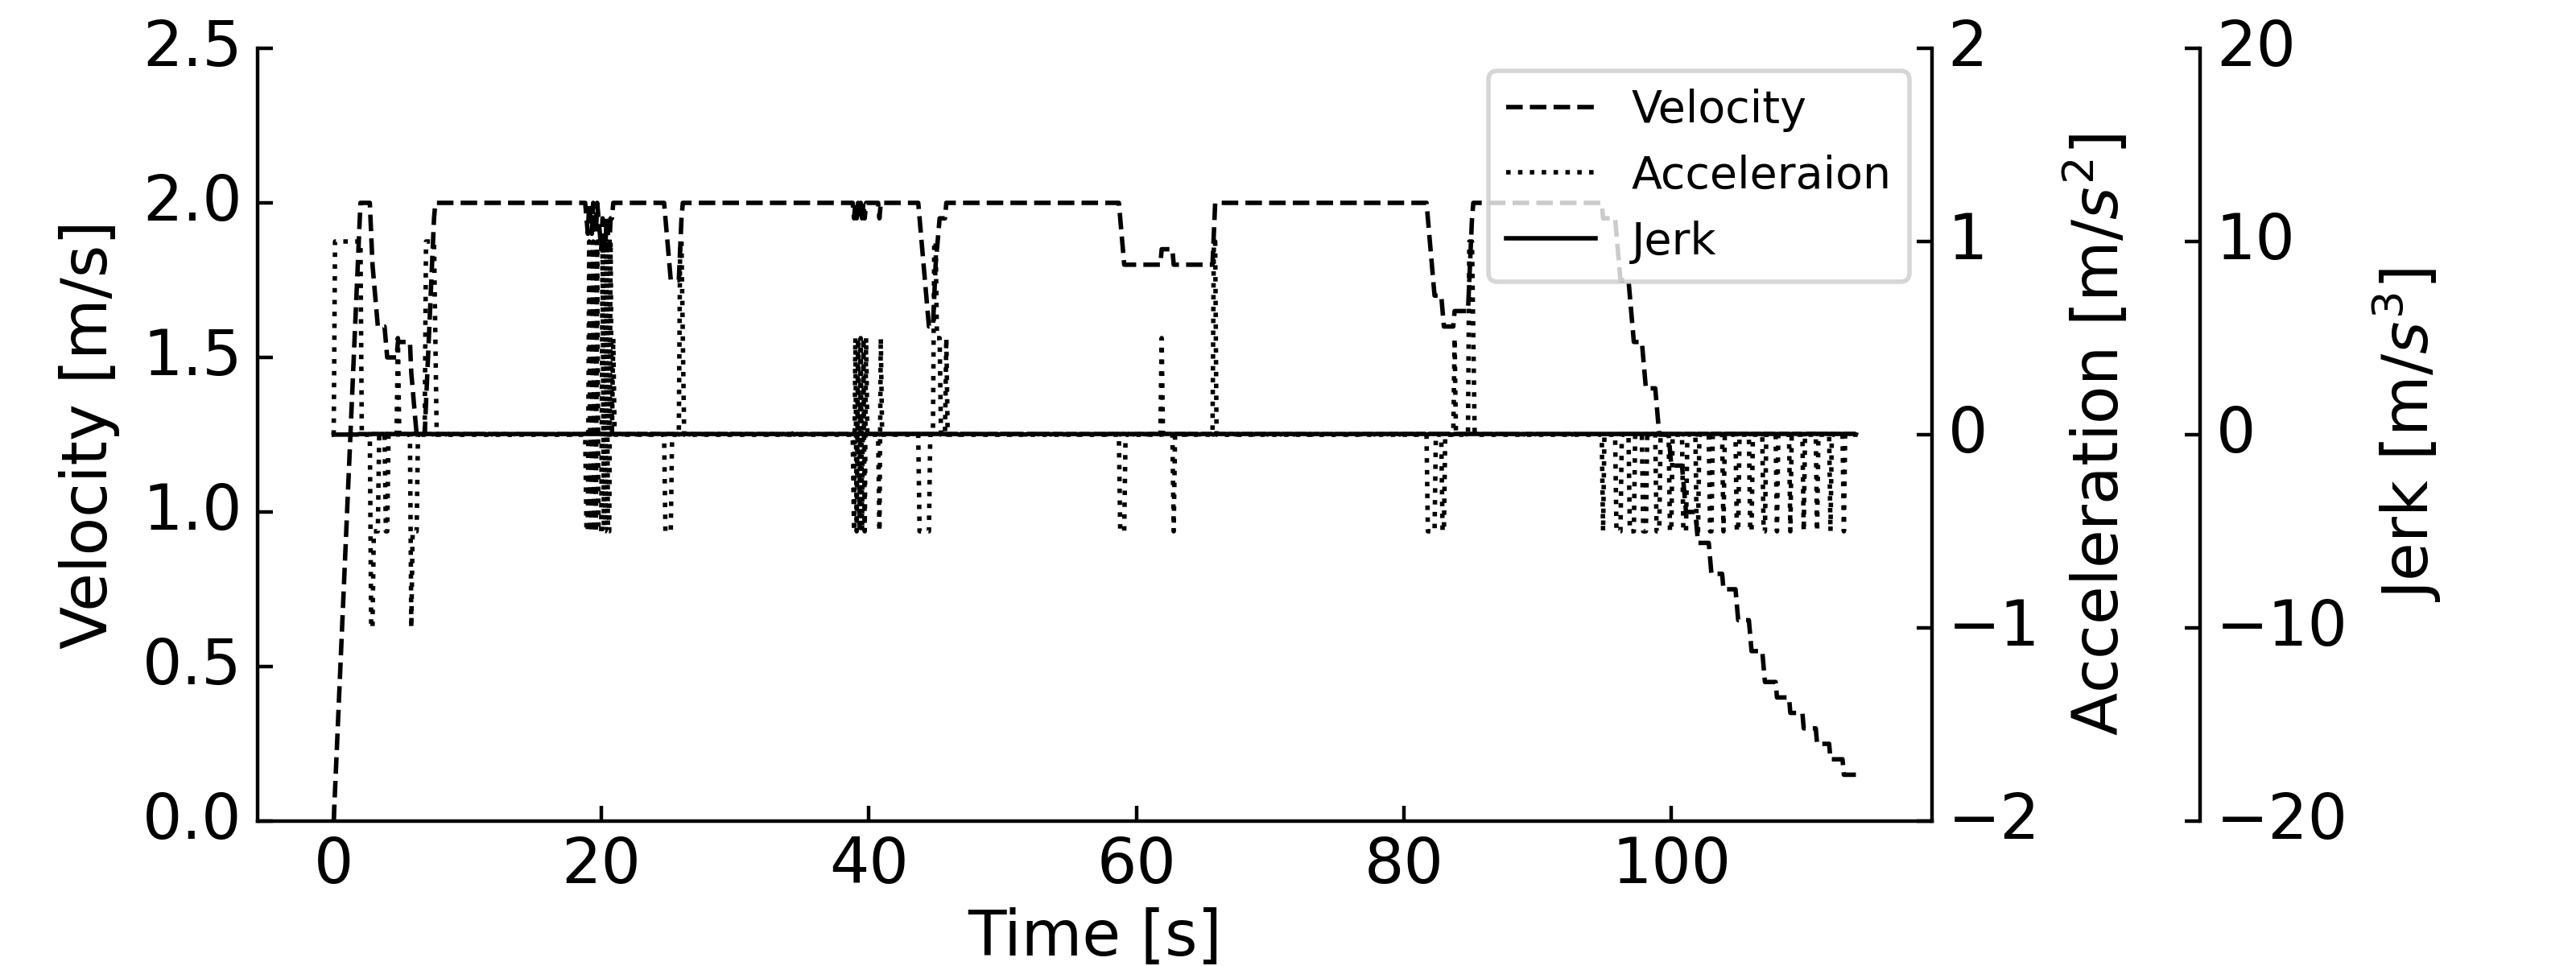 Velocity [m/s]
2.5
2.0
1.5
1.0
0.5
0.0
0 20 40 60 80 100
Time [s]
Velocity
Acceleraion
Jerk
2
1
0
−1
−2
Acceleration [m/s²]
20
10
0
−10
−20
Jerk [m/s³]